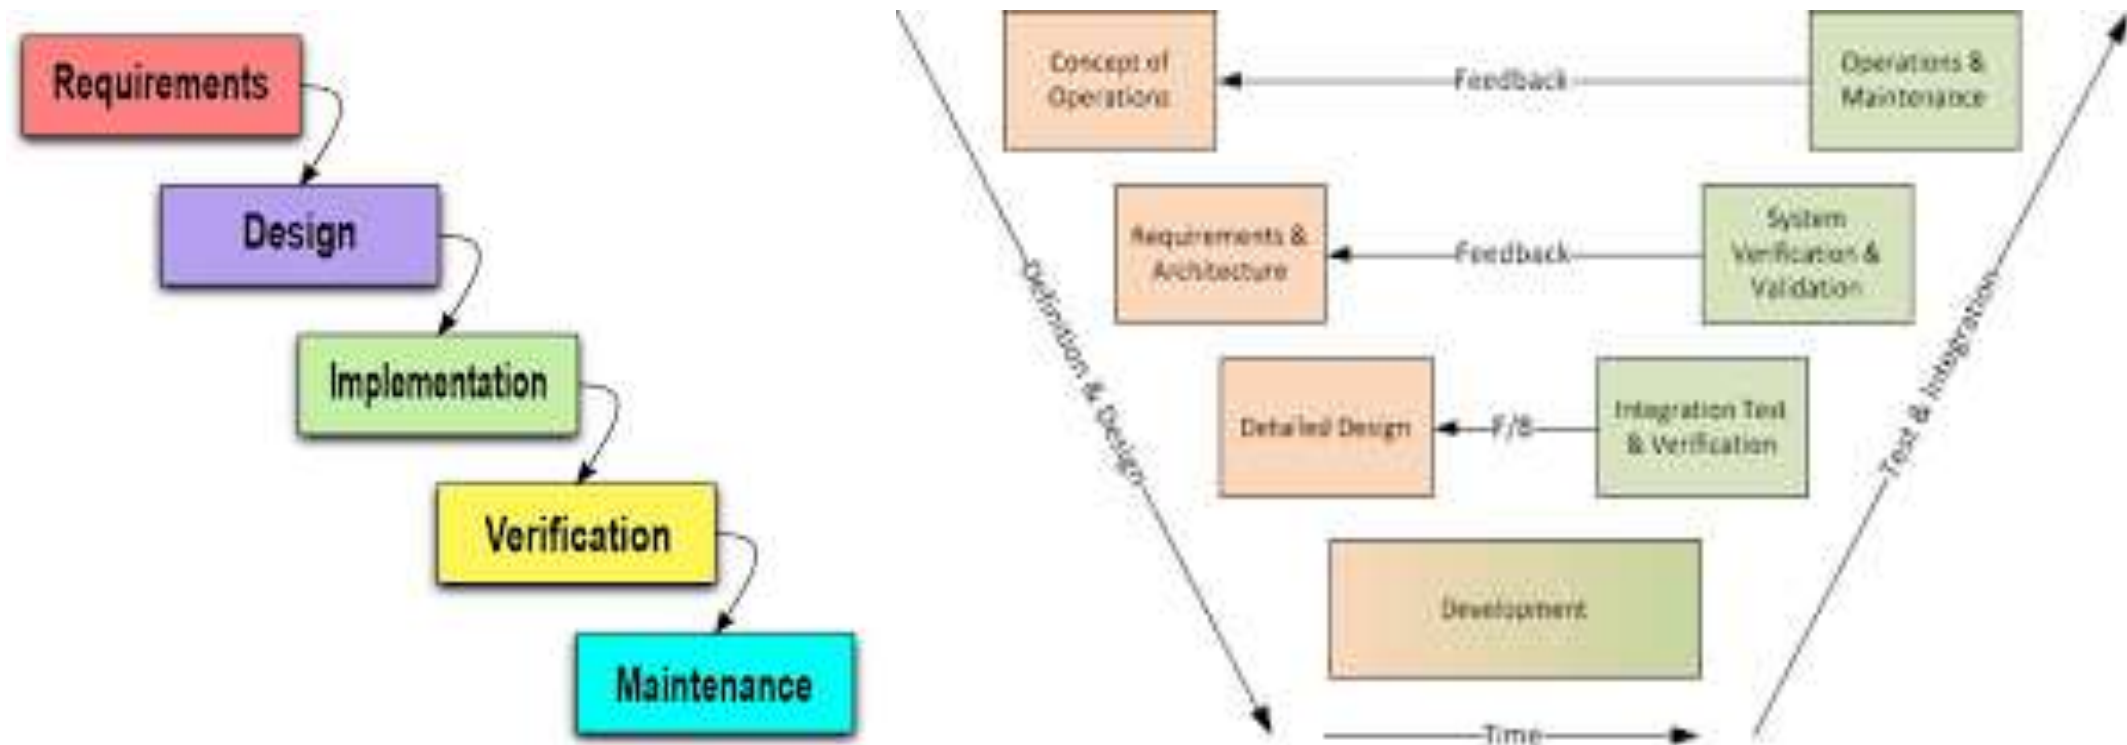 Requirements
Design
Implementation
Verification
Maintenance
Concept of
Operations
Feedback
Operations &
Maintenance
Requirements &
Architecture
Feedback
System
Verification &
Validation
Definition & Design
Detailed Design
F/B
Integration Test
& Verification
Test & Integration
Development
Time